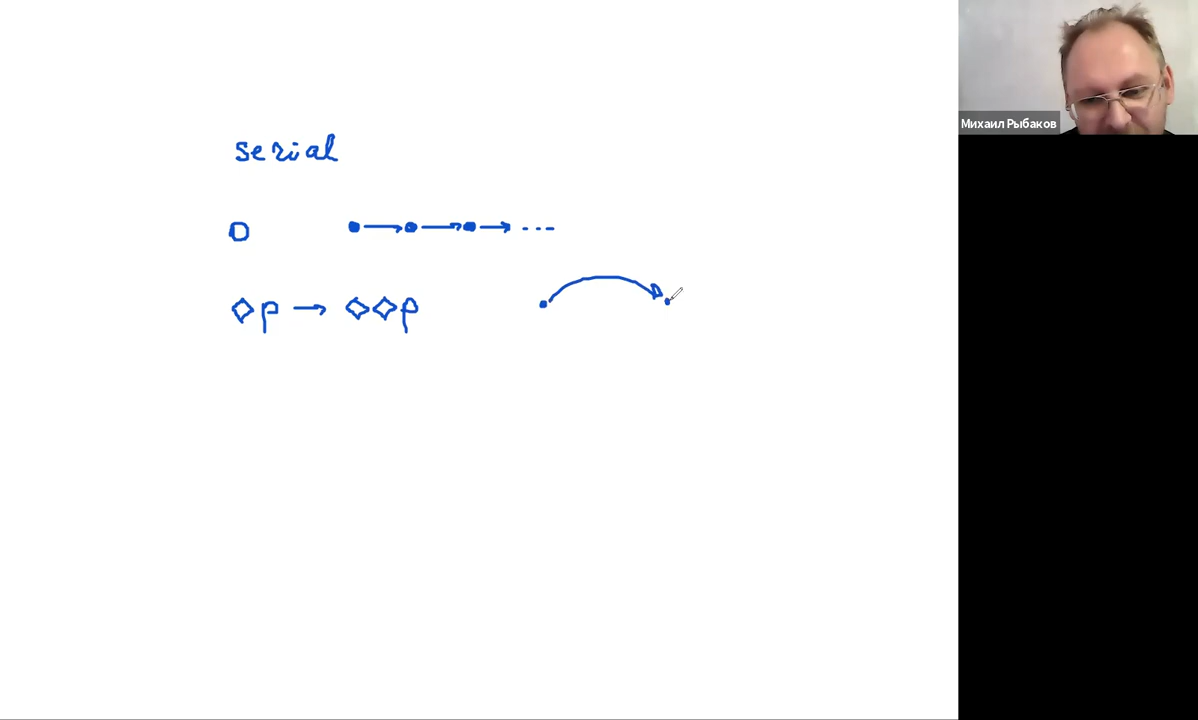 serial
◇p → ◇◇p
Михаил Рыбаков